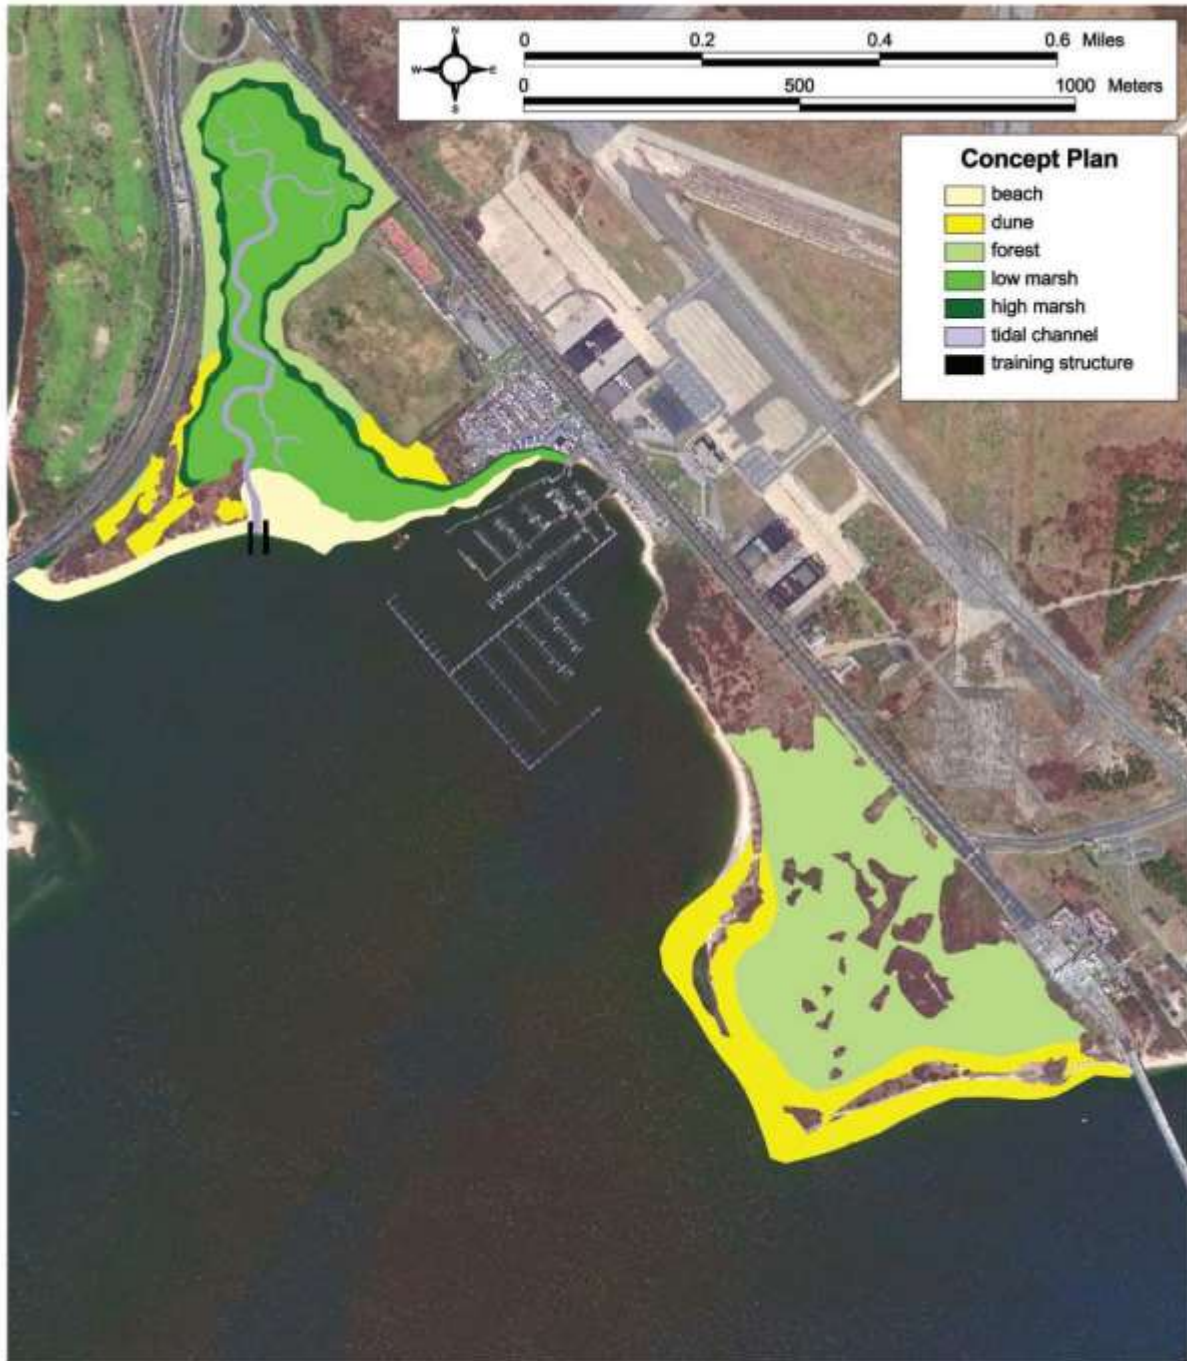 N
W E
S
0 0.2 0.4 0.6 Miles
0 500 1000 Meters
Concept Plan
beach
dune
forest
low marsh
high marsh
tidal channel
training structure